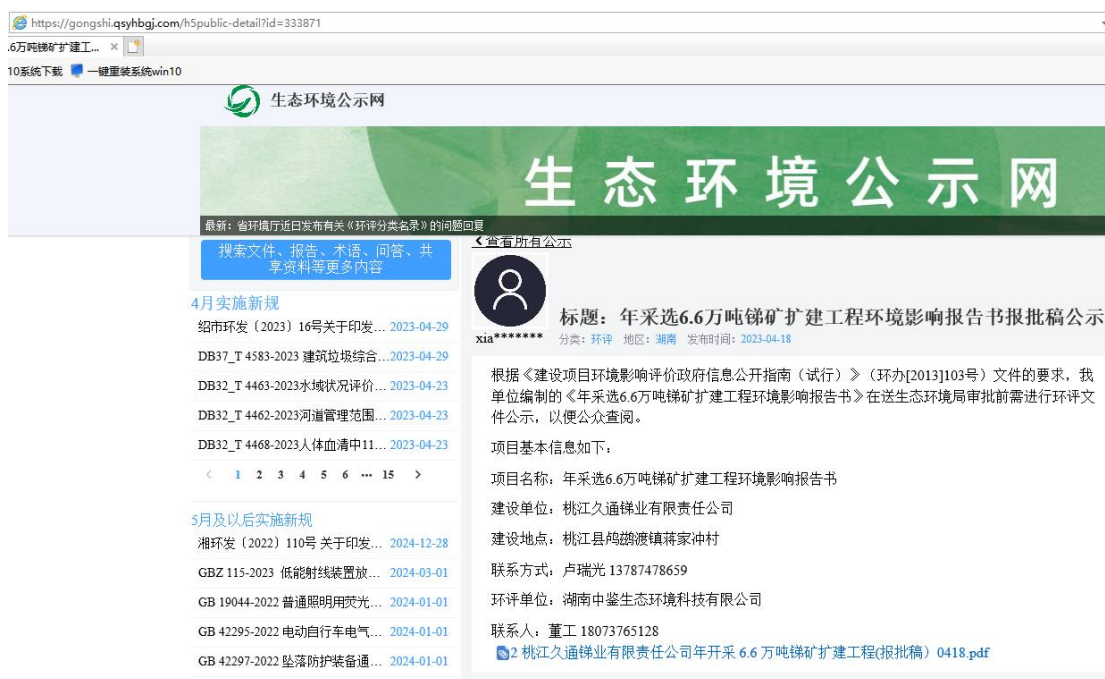 https://gongshi.qsyhbgj.com/h5public-detail?id=333871
.6万吨锑矿扩建工...
10系统下载 一键重装系统win10
生态环境公示网
生态环境公示网
最新：省环境厅近日发布有关《环评分类名录》的问题回复
搜索文件、报告、术语、问答、共
享资料等更多内容
4月实施新规
绍市环发〔2023〕16号关于印发... 2023-04-29
DB37_T 4583-2023 建筑垃圾综合... 2023-04-29
DB32_T 4463-2023水域状况评价... 2023-04-23
DB32_T 4462-2023河道管理范围... 2023-04-23
DB32_T 4468-2023人体血清中11... 2023-04-23
< 1 2 3 4 5 6 ... 15 >
5月及以后实施新规
湘环发〔2022〕110号 关于印发... 2024-12-28
GBZ 115-2023 低能射线装置放... 2024-03-01
GB 19044-2022 普通照明用荧光... 2024-01-01
GB 42295-2022 电动自行车电气... 2024-01-01
GB 42297-2022 坠落防护装备通... 2024-01-01
<查看所有公示
标题：年采选6.6万吨锑矿扩建工程环境影响报告书报批稿公示
xia******* 分类：环评 地区：湖南 发布时间：2023-04-18
根据《建设项目环境影响评价政府信息公开指南（试行）》（环办[2013]103号）文件的要求，我
单位编制的《年采选6.6万吨锑矿扩建工程环境影响报告书》在送生态环境局审批前需进行环评文
件公示，以便公众查阅。
项目基本信息如下：
项目名称：年采选6.6万吨锑矿扩建工程环境影响报告书
建设单位：桃江久通锑业有限责任公司
建设地点：桃江县鸬鹚渡镇蒋家冲村
联系方式：卢瑞光 13787478659
环评单位：湖南中鉴生态环境科技有限公司
联系人：董工 18073765128
2 桃江久通锑业有限责任公司年开采 6.6 万吨锑矿扩建工程(报批稿）0418.pdf